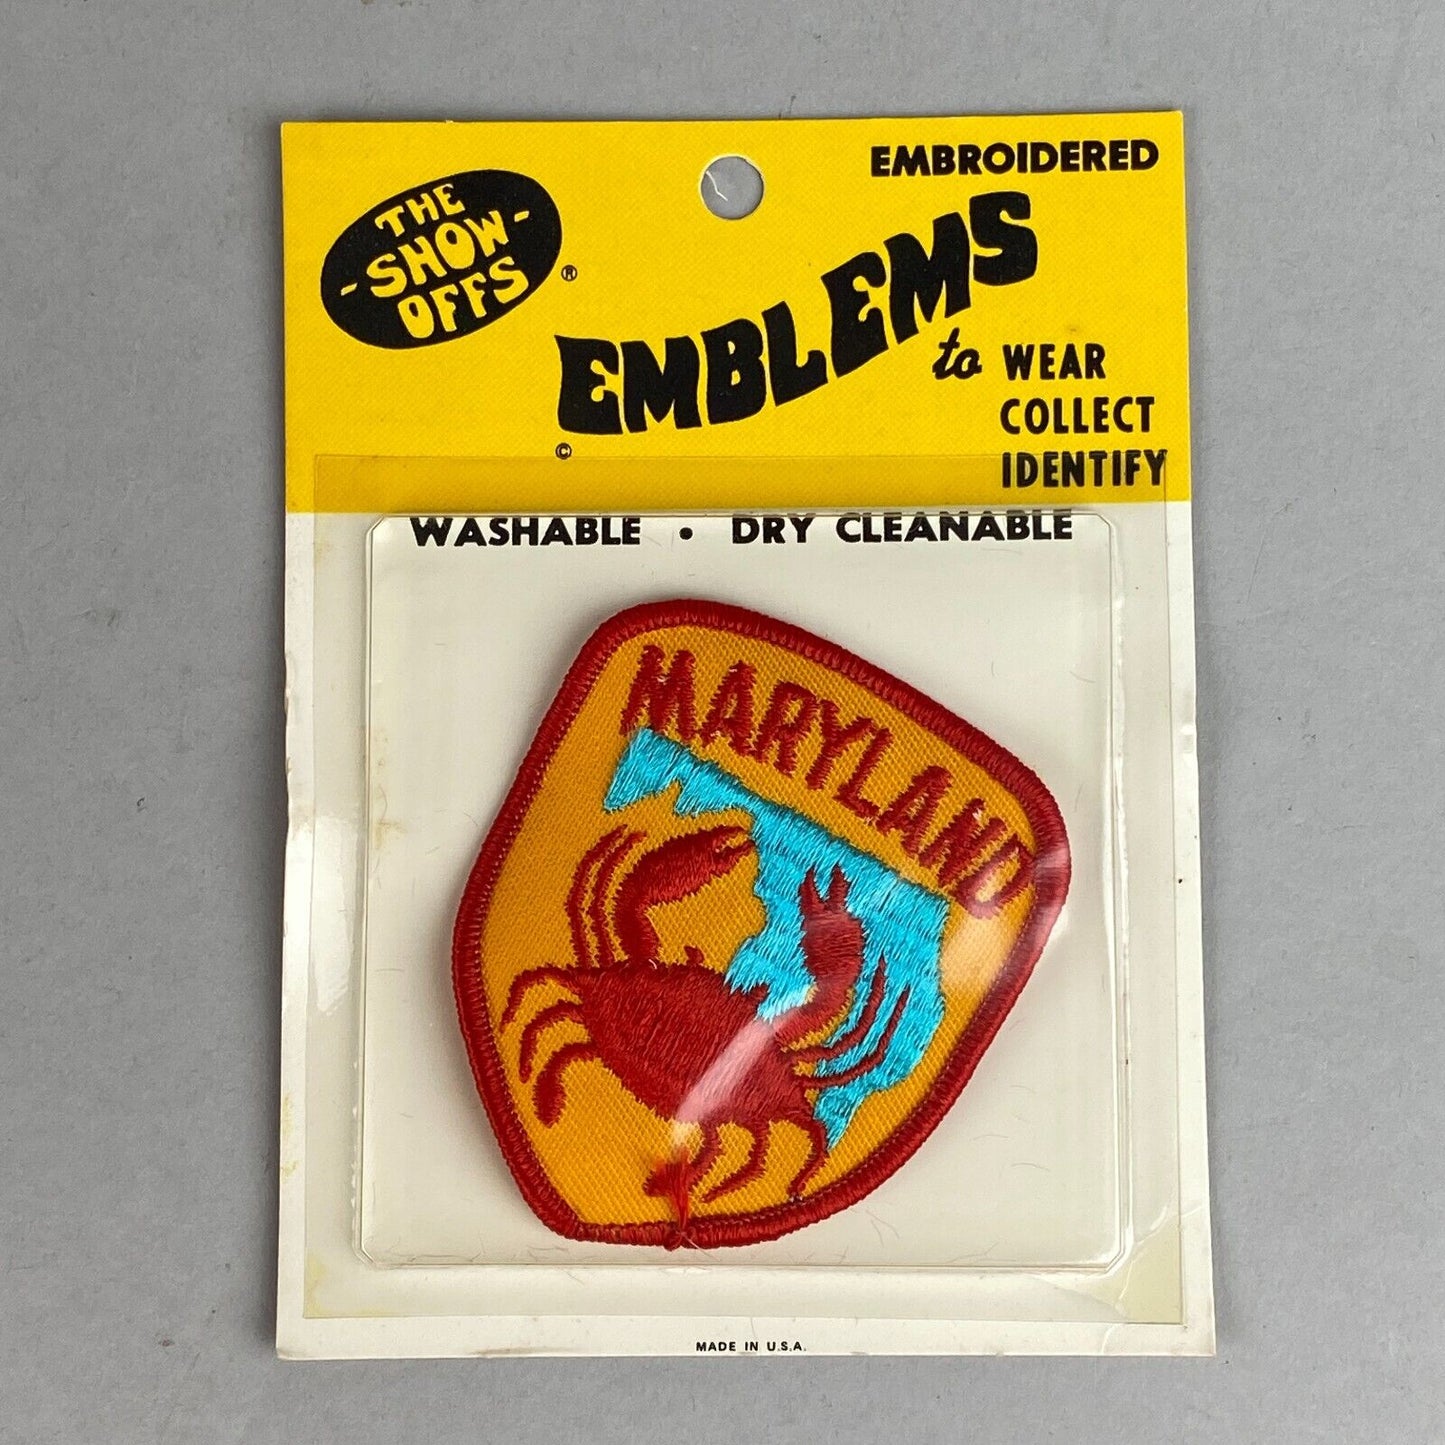 THE
-SHOW-
OFFS
®
EMBROIDERED
EMBLEMS
to WEAR
COLLECT
IDENTIFY
©
WASHABLE • DRY CLEANABLE
MARYLAND
MADE IN U.S.A.